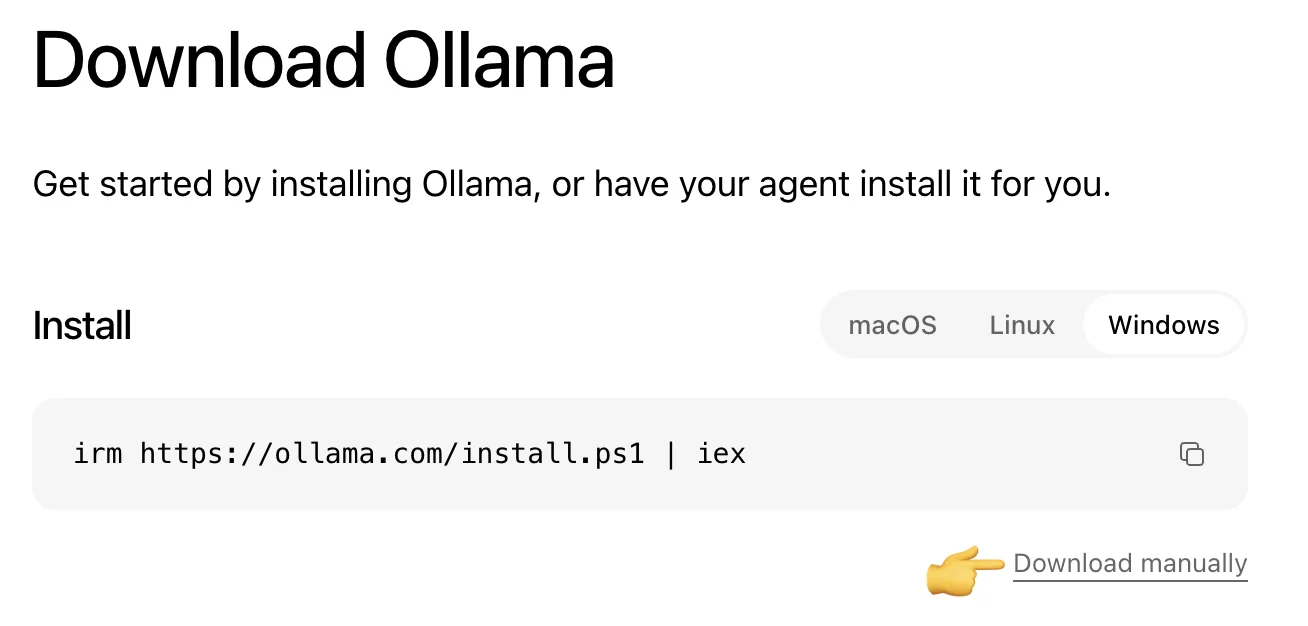 Download Ollama
Get started by installing Ollama, or have your agent install it for you.
Install
macOS Linux Windows
irm https://ollama.com/install.ps1 | iex
Download manually